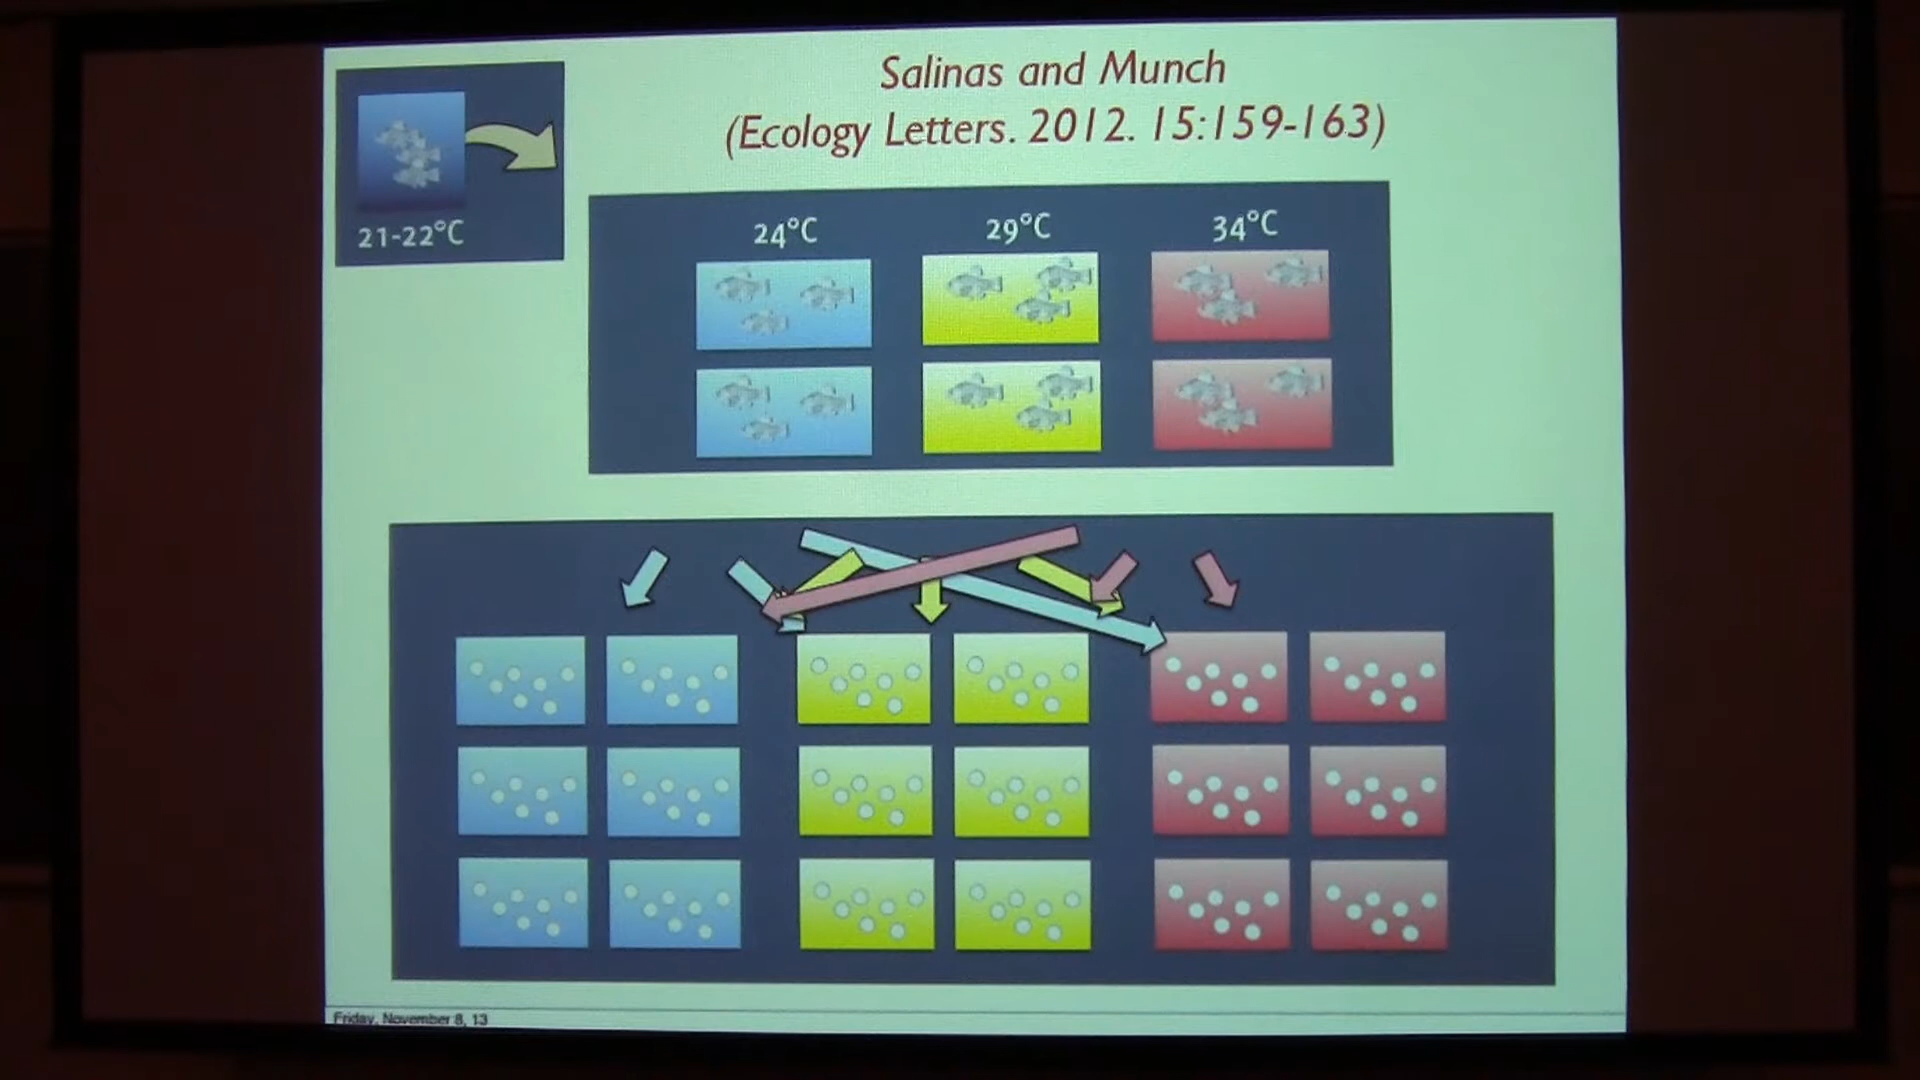 Salinas and Munch
(Ecology Letters. 2012. 15:159-163)
21-22°C
24°C
29°C
34°C
Friday, November 8, 13